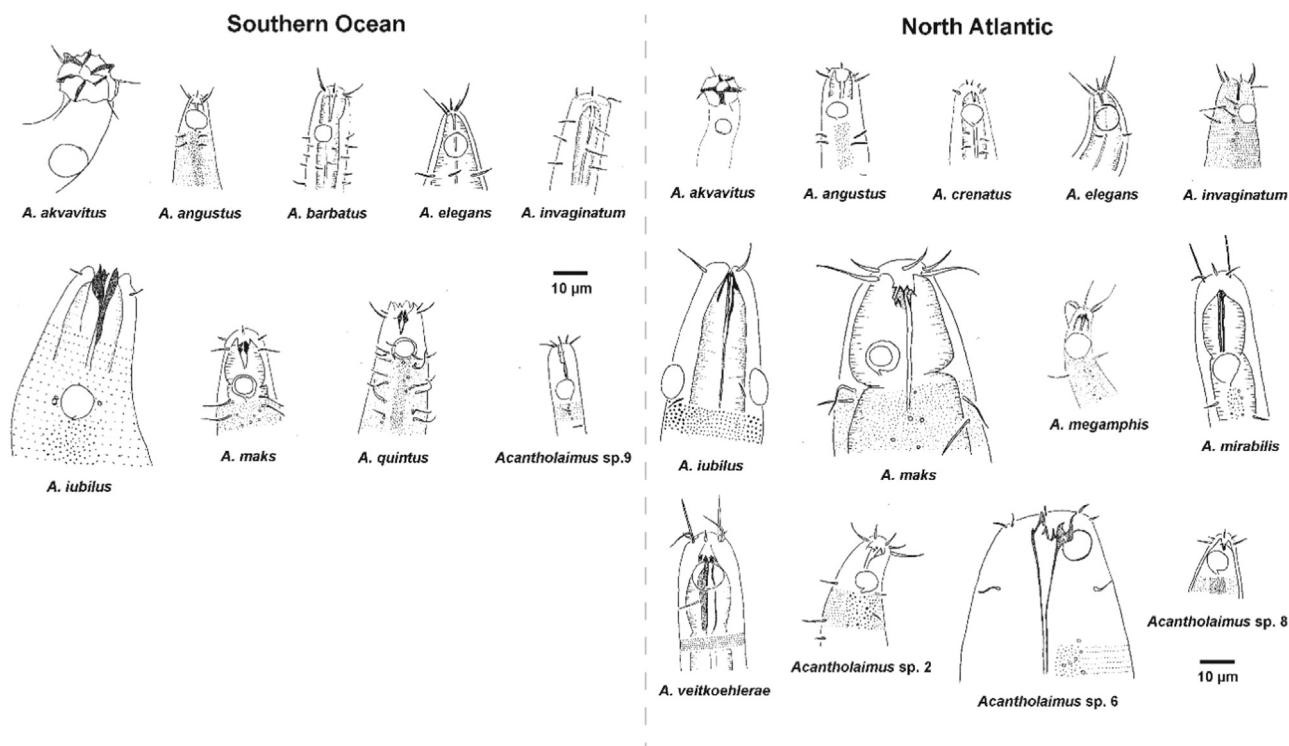 Southern Ocean
A. akvavitus
A. angustus
A. barbatus
A. elegans
A. invaginatum
10 µm
A. iubilus
A. maks
A. quintus
Acantholaimus sp.9
North Atlantic
A. akvavitus
A. angustus
A. crenatus
A. elegans
A. invaginatum
A. iubilus
A. maks
A. megamphis
A. mirabilis
A. veitkoehlerae
Acantholaimus sp. 2
Acantholaimus sp. 6
Acantholaimus sp. 8
10 µm